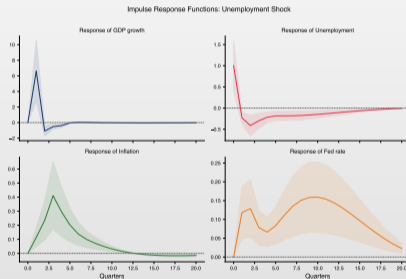 Impulse Response Functions: Unemployment Shock
Response of GDP growth
Response of Unemployment
10
8
6
4
2
0
−2
1.5
1.0
0.5
0.0
−0.5
Response of Inflation
Response of Fed rate
0.6
0.5
0.4
0.3
0.2
0.1
0.0
0.25
0.20
0.15
0.10
0.05
0.00
0.0 2.5 5.0 7.5 10.0 12.5 15.0 17.5 20.0
0.0 2.5 5.0 7.5 10.0 12.5 15.0 17.5 20.0
Quarters
Quarters